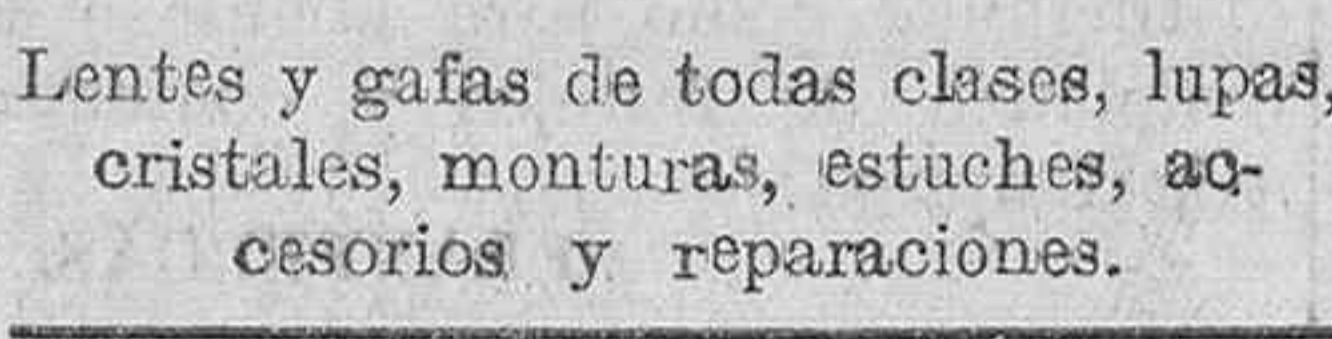 Lentes y gafas de todas clases, lupas,
cristales, monturas, estuches, ac-
cesorios y reparaciones.